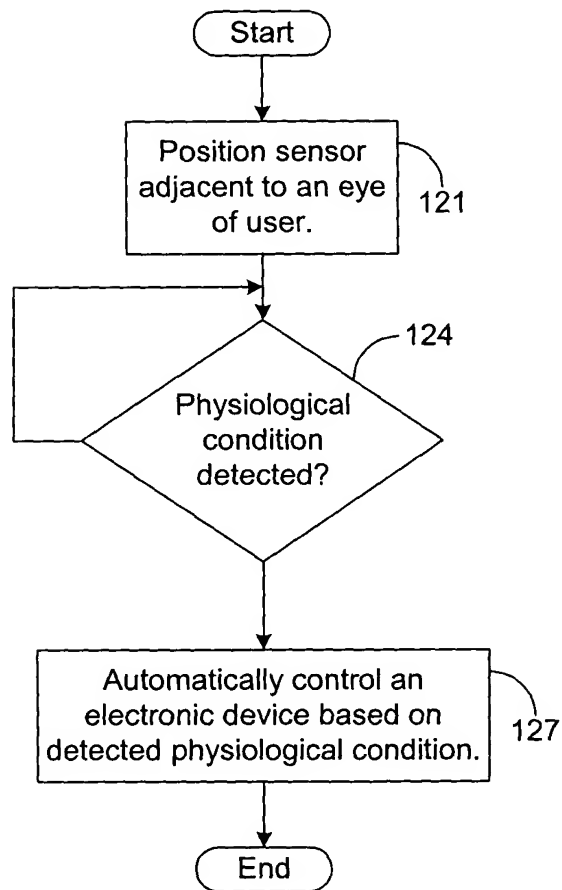 Start
Position sensor
adjacent to an eye
of user.
121
124
Physiological
condition
detected?
Automatically control an
electronic device based on
detected physiological condition.
127
End